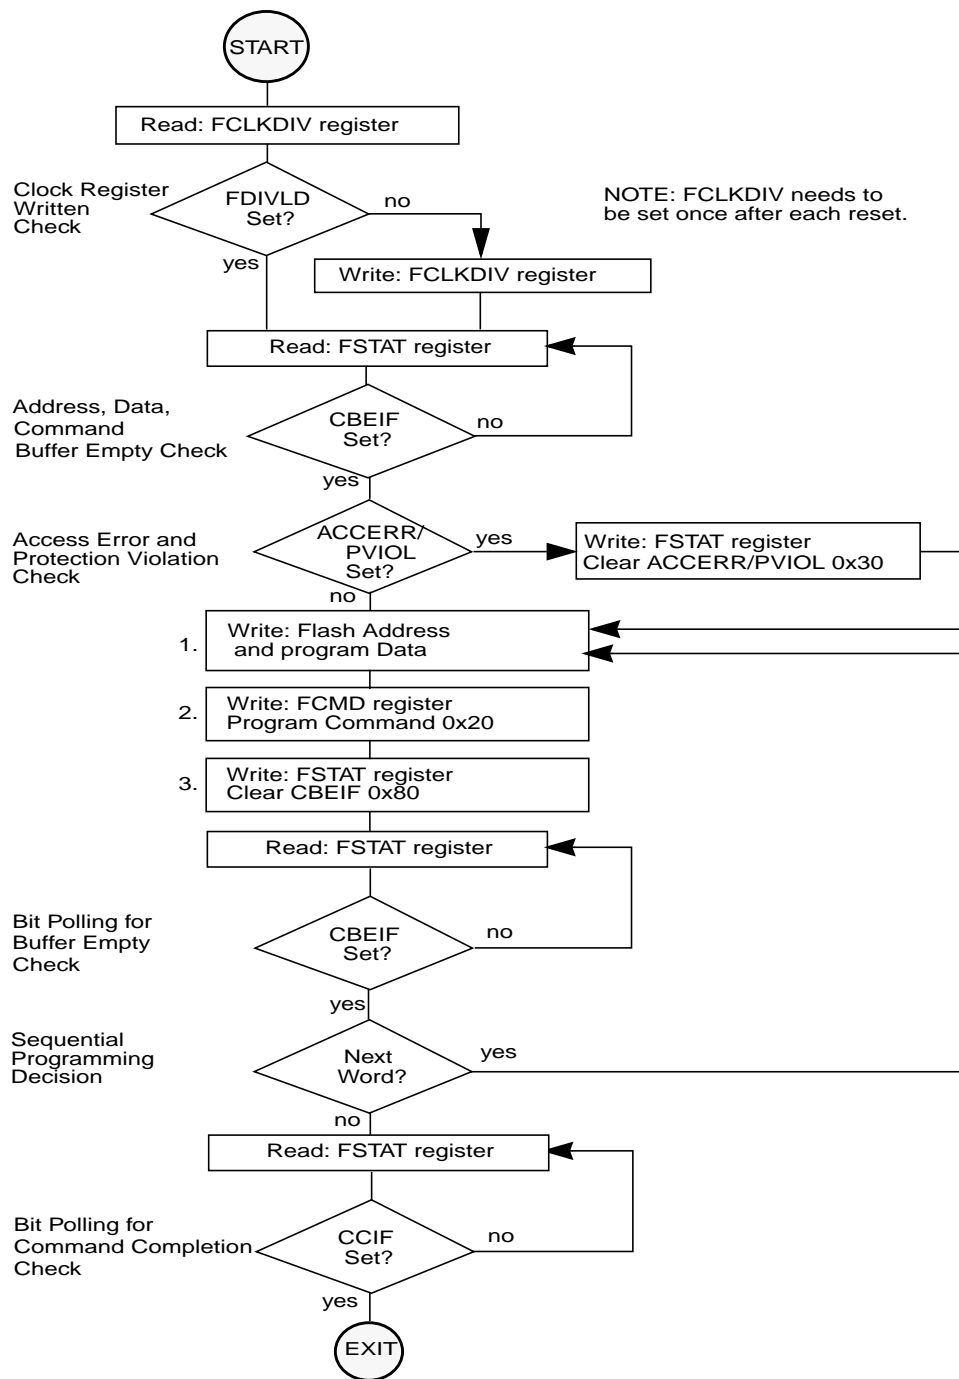 START
Read: FCLKDIV register
Clock Register
Written
Check
FDIVLD
Set?
no
NOTE: FCLKDIV needs to
be set once after each reset.
yes
Write: FCLKDIV register
Read: FSTAT register
Address, Data,
Command
Buffer Empty Check
CBEIF
Set?
no
yes
Access Error and
Protection Violation
Check
ACCERR/
PVIOL
Set?
yes
Write: FSTAT register
Clear ACCERR/PVIOL 0x30
no
1.
Write: Flash Address
and program Data
2.
Write: FCMD register
Program Command 0x20
3.
Write: FSTAT register
Clear CBEIF 0x80
Read: FSTAT register
Bit Polling for
Buffer Empty
Check
CBEIF
Set?
no
yes
Sequential
Programming
Decision
Next
Word?
yes
no
Read: FSTAT register
Bit Polling for
Command Completion
Check
CCIF
Set?
no
yes
EXIT